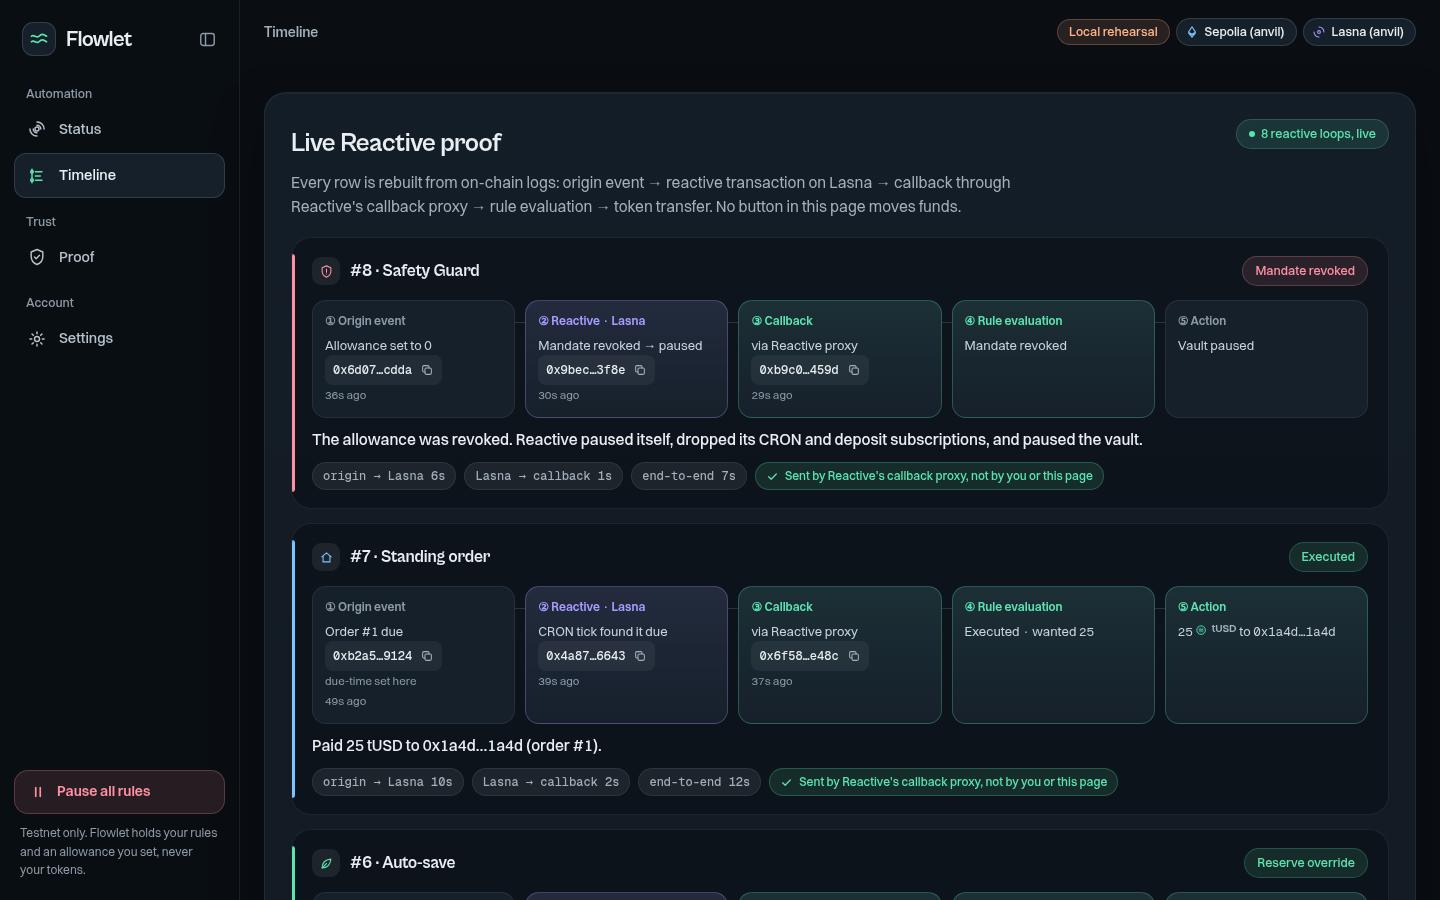 Flowlet
Automation
Status
Timeline
Trust
Proof
Account
Settings
Pause all rules
Testnet only. Flowlet holds your rules
and an allowance you set, never
your tokens.
Timeline
Local rehearsal
Sepolia (anvil)
Lasna (anvil)
Live Reactive proof
8 reactive loops, live
Every row is rebuilt from on-chain logs: origin event → reactive transaction on Lasna → callback through
Reactive's callback proxy → rule evaluation → token transfer. No button in this page moves funds.
#8 · Safety Guard
Mandate revoked
① Origin event
Allowance set to 0
0x6d07…cdda
36s ago
② Reactive · Lasna
Mandate revoked → paused
0x9bec…3f8e
30s ago
③ Callback
via Reactive proxy
0xb9c0…459d
29s ago
④ Rule evaluation
Mandate revoked
⑤ Action
Vault paused
The allowance was revoked. Reactive paused itself, dropped its CRON and deposit subscriptions, and paused the vault.
origin → Lasna 6s
Lasna → callback 1s
end-to-end 7s
Sent by Reactive's callback proxy, not by you or this page
#7 · Standing order
Executed
① Origin event
Order #1 due
0xb2a5…9124
due-time set here
49s ago
② Reactive · Lasna
CRON tick found it due
0x4a87…6643
39s ago
③ Callback
via Reactive proxy
0x6f58…e48c
37s ago
④ Rule evaluation
Executed · wanted 25
⑤ Action
25 tUSD to 0x1a4d…1a4d
Paid 25 tUSD to 0x1a4d…1a4d (order #1).
origin → Lasna 10s
Lasna → callback 2s
end-to-end 12s
Sent by Reactive's callback proxy, not by you or this page
#6 · Auto-save
Reserve override